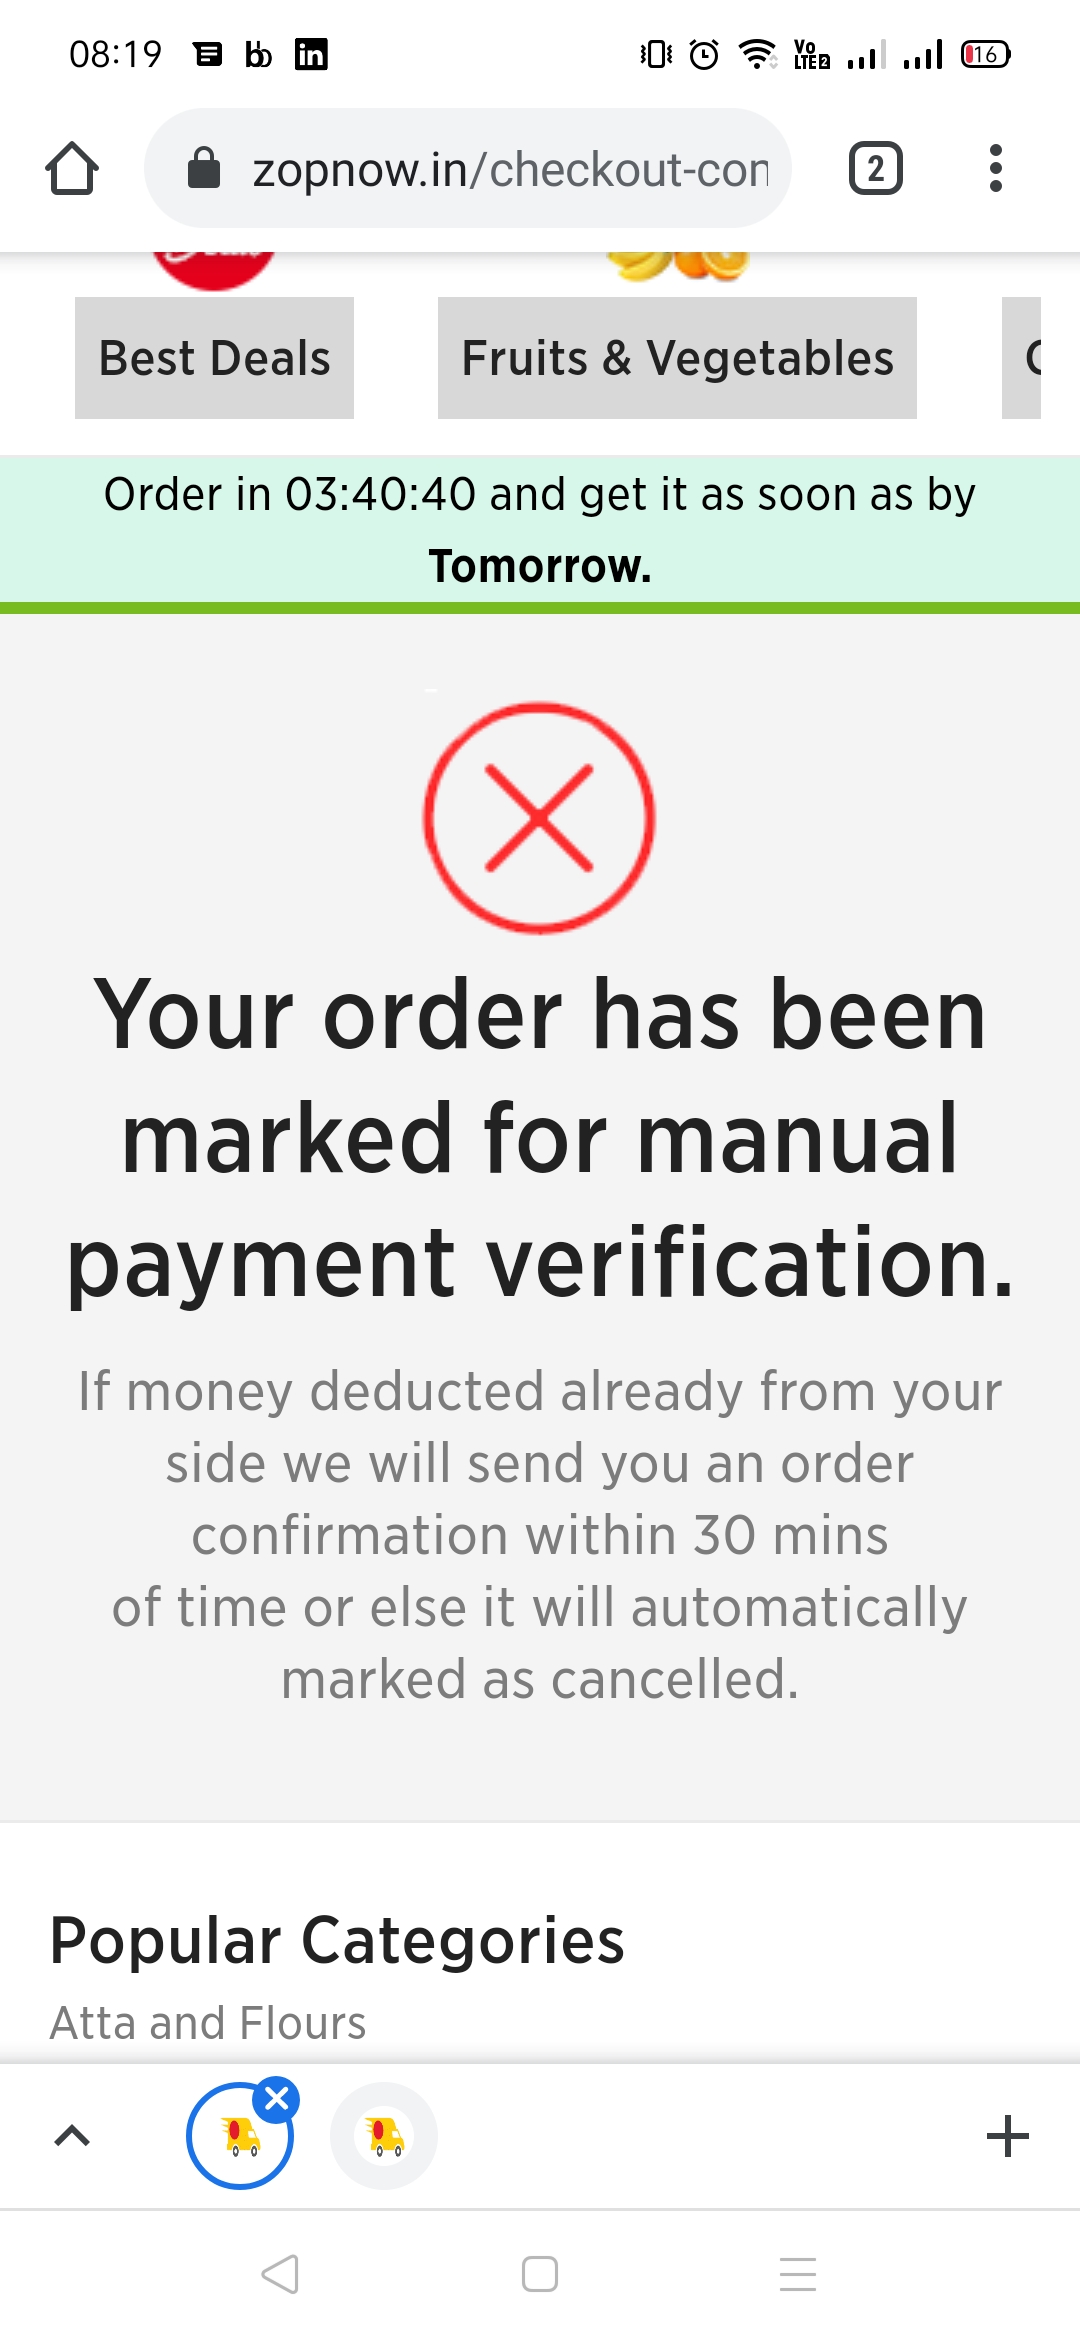 08:19
Vo
LTE 2
16
zopnow.in/checkout-con
2
Best Deals
Fruits & Vegetables
Order in 03:40:40 and get it as soon as by
Tomorrow.
Your order has been
marked for manual
payment verification.
If money deducted already from your
side we will send you an order
confirmation within 30 mins
of time or else it will automatically
marked as cancelled.
Popular Categories
Atta and Flours